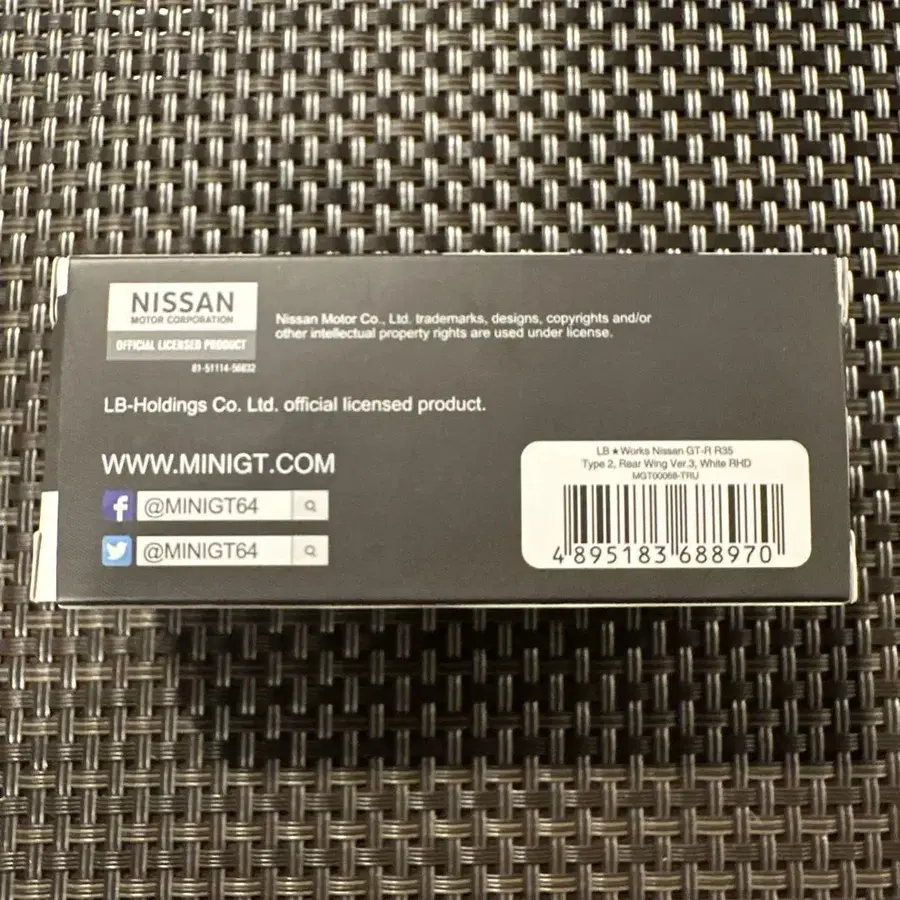 NISSAN
MOTOR CORPORATION
OFFICIAL LICENSED PRODUCT
Nissan Motor Co., Ltd. trademarks, designs, copyrights and/or
other intellectual property rights are used under license.
LB-Holdings Co. Ltd. official licensed product.
WWW.MINIGT.COM
@MINIGT64
@MINIGT64
LB★Works Nissan GT-R R35
Type 2, Rear Wing Ver.3, White RHD
MGT00068-TRU
4 895183 688970